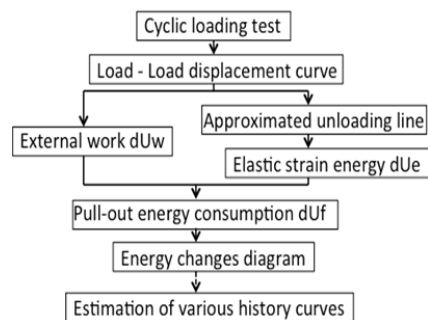 Cyclic loading test
Load - Load displacement curve
External work dUw
Approximated unloading line
Elastic strain energy dUe
Pull-out energy consumption dUf
Energy changes diagram
Estimation of various history curves